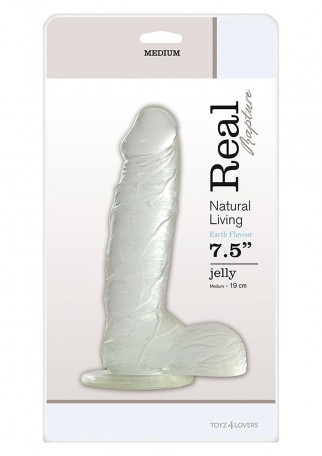 MEDIUM
Real
Rapture
Natural
Living
Earth Flavour
7.5”
jelly
Medium - 19 cm
TOYZ4LOVERS